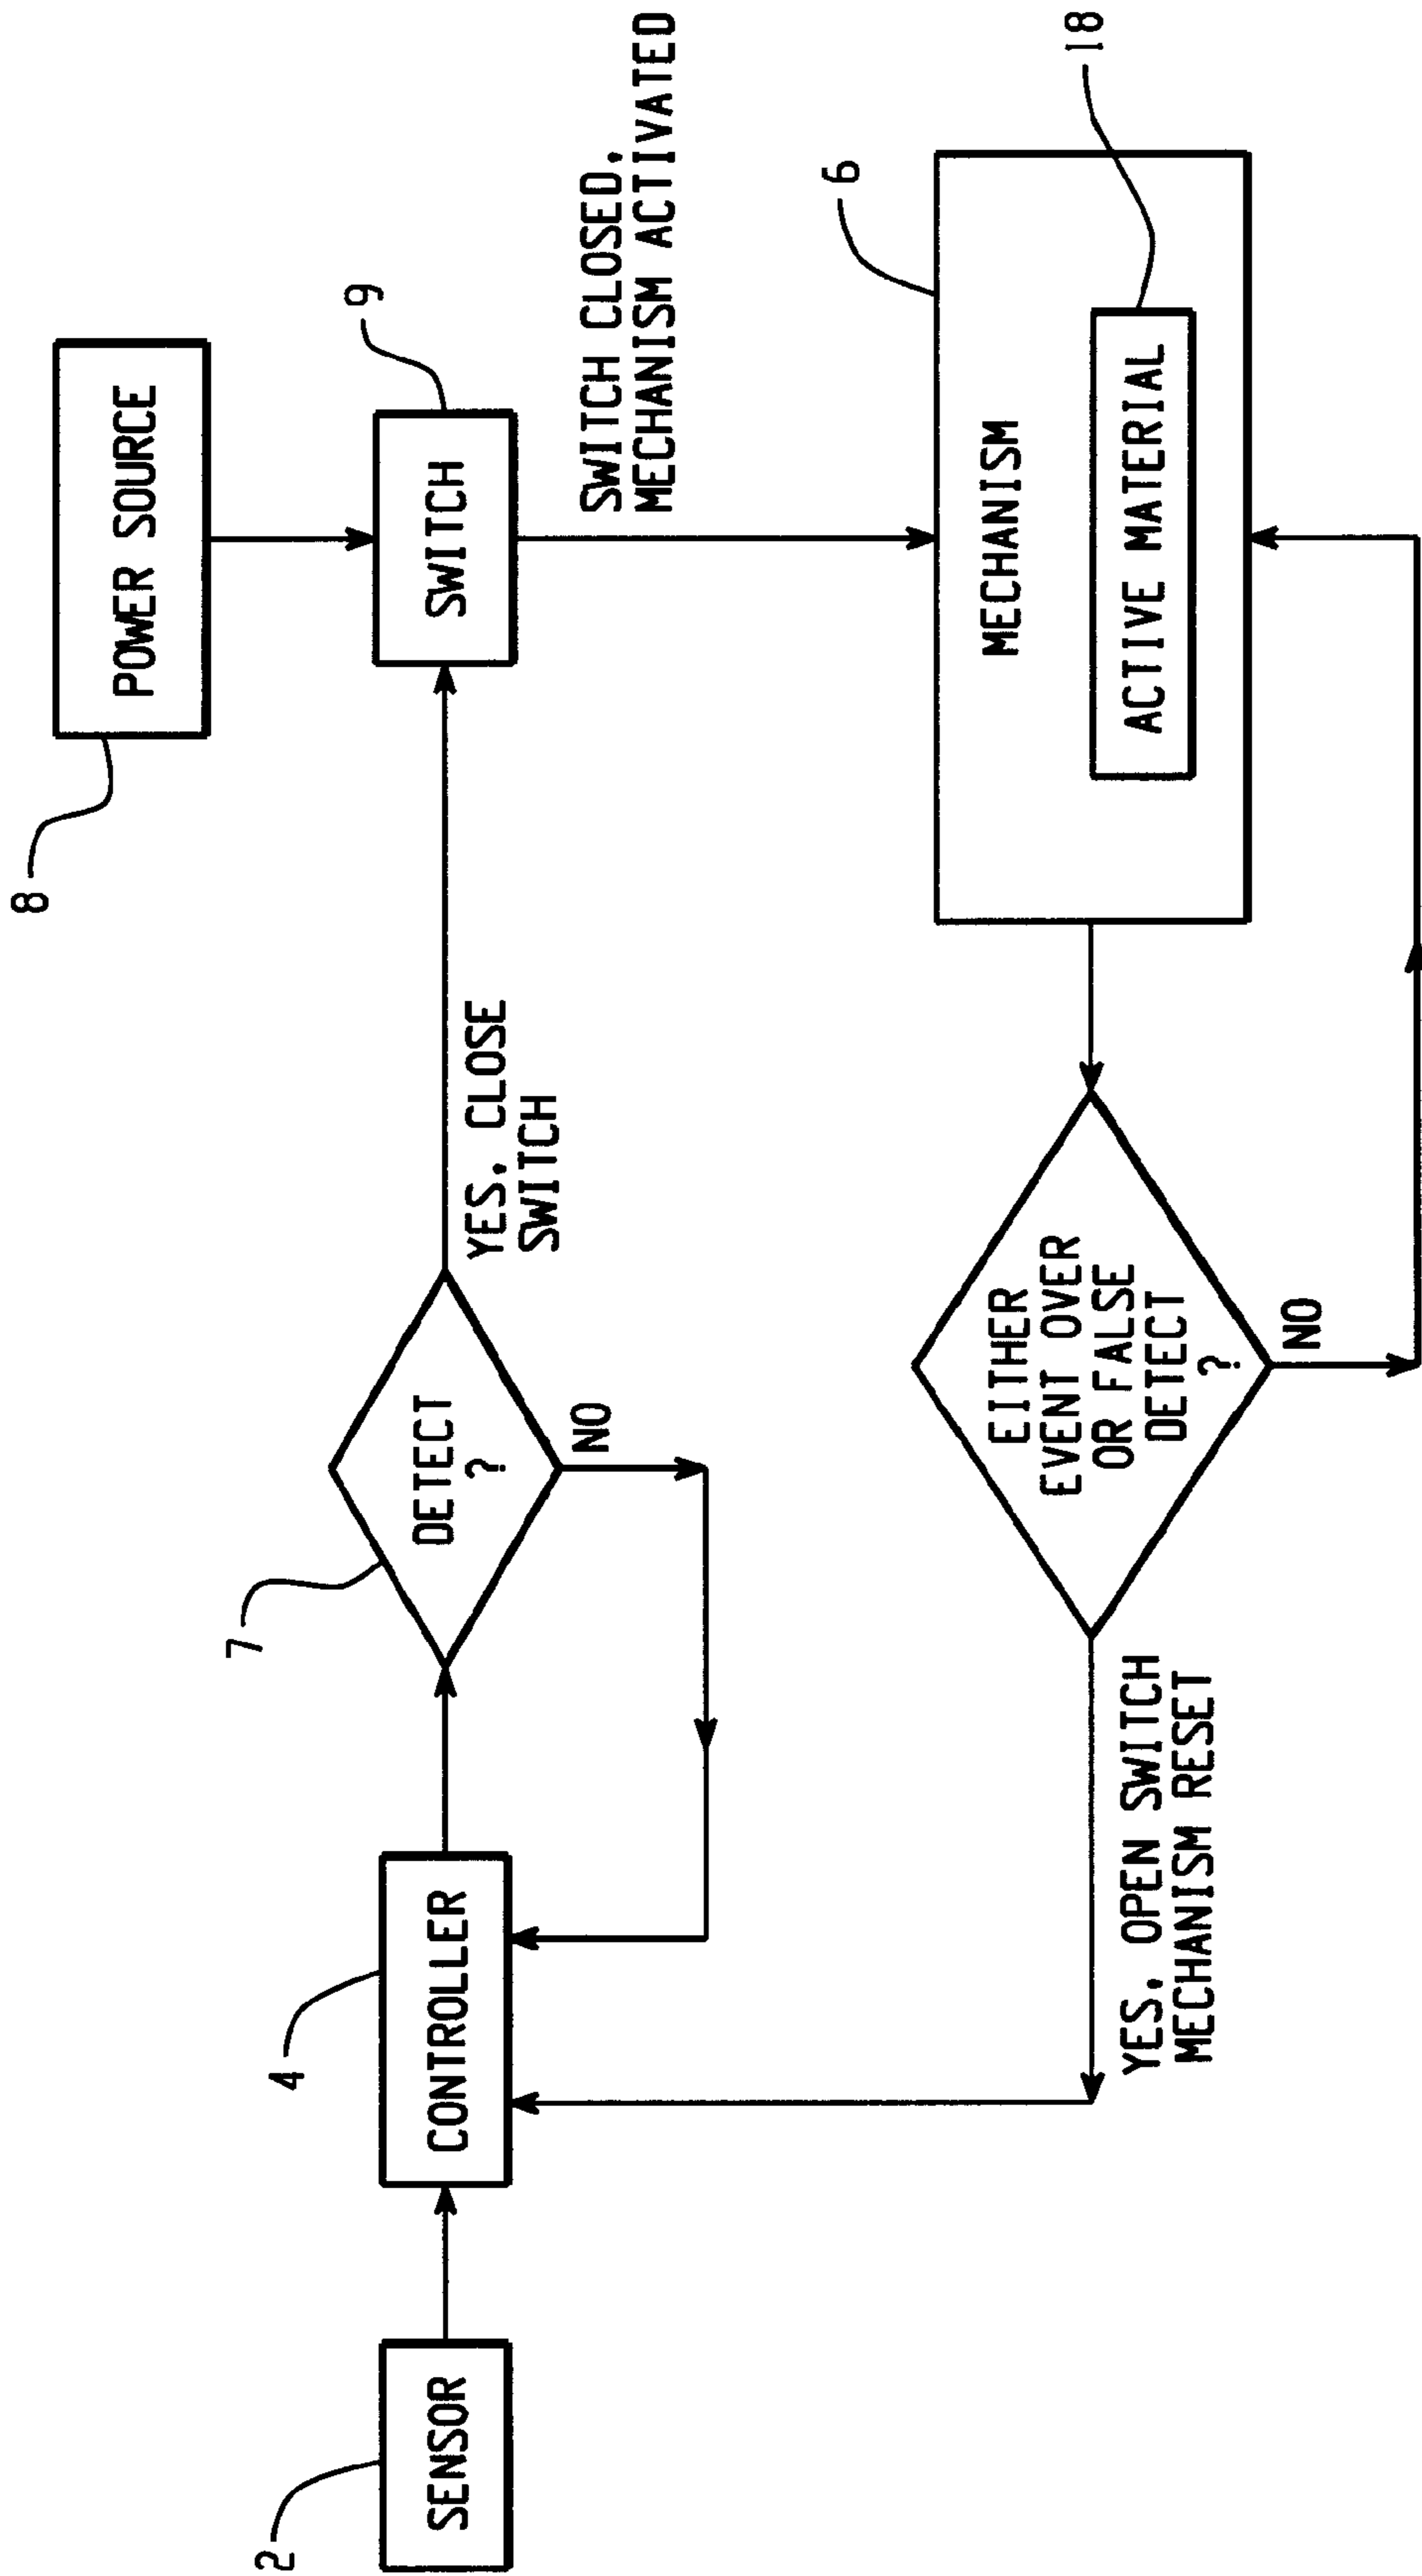 8
POWER SOURCE
9
SWITCH
SWITCH CLOSED,
MECHANISM ACTIVATED
7
DETECT
?
YES, CLOSE
SWITCH
NO
4
CONTROLLER
2
SENSOR
6
MECHANISM
ACTIVE MATERIAL
18
EITHER
EVENT OVER
OR FALSE
DETECT
?
NO
YES, OPEN SWITCH
MECHANISM RESET